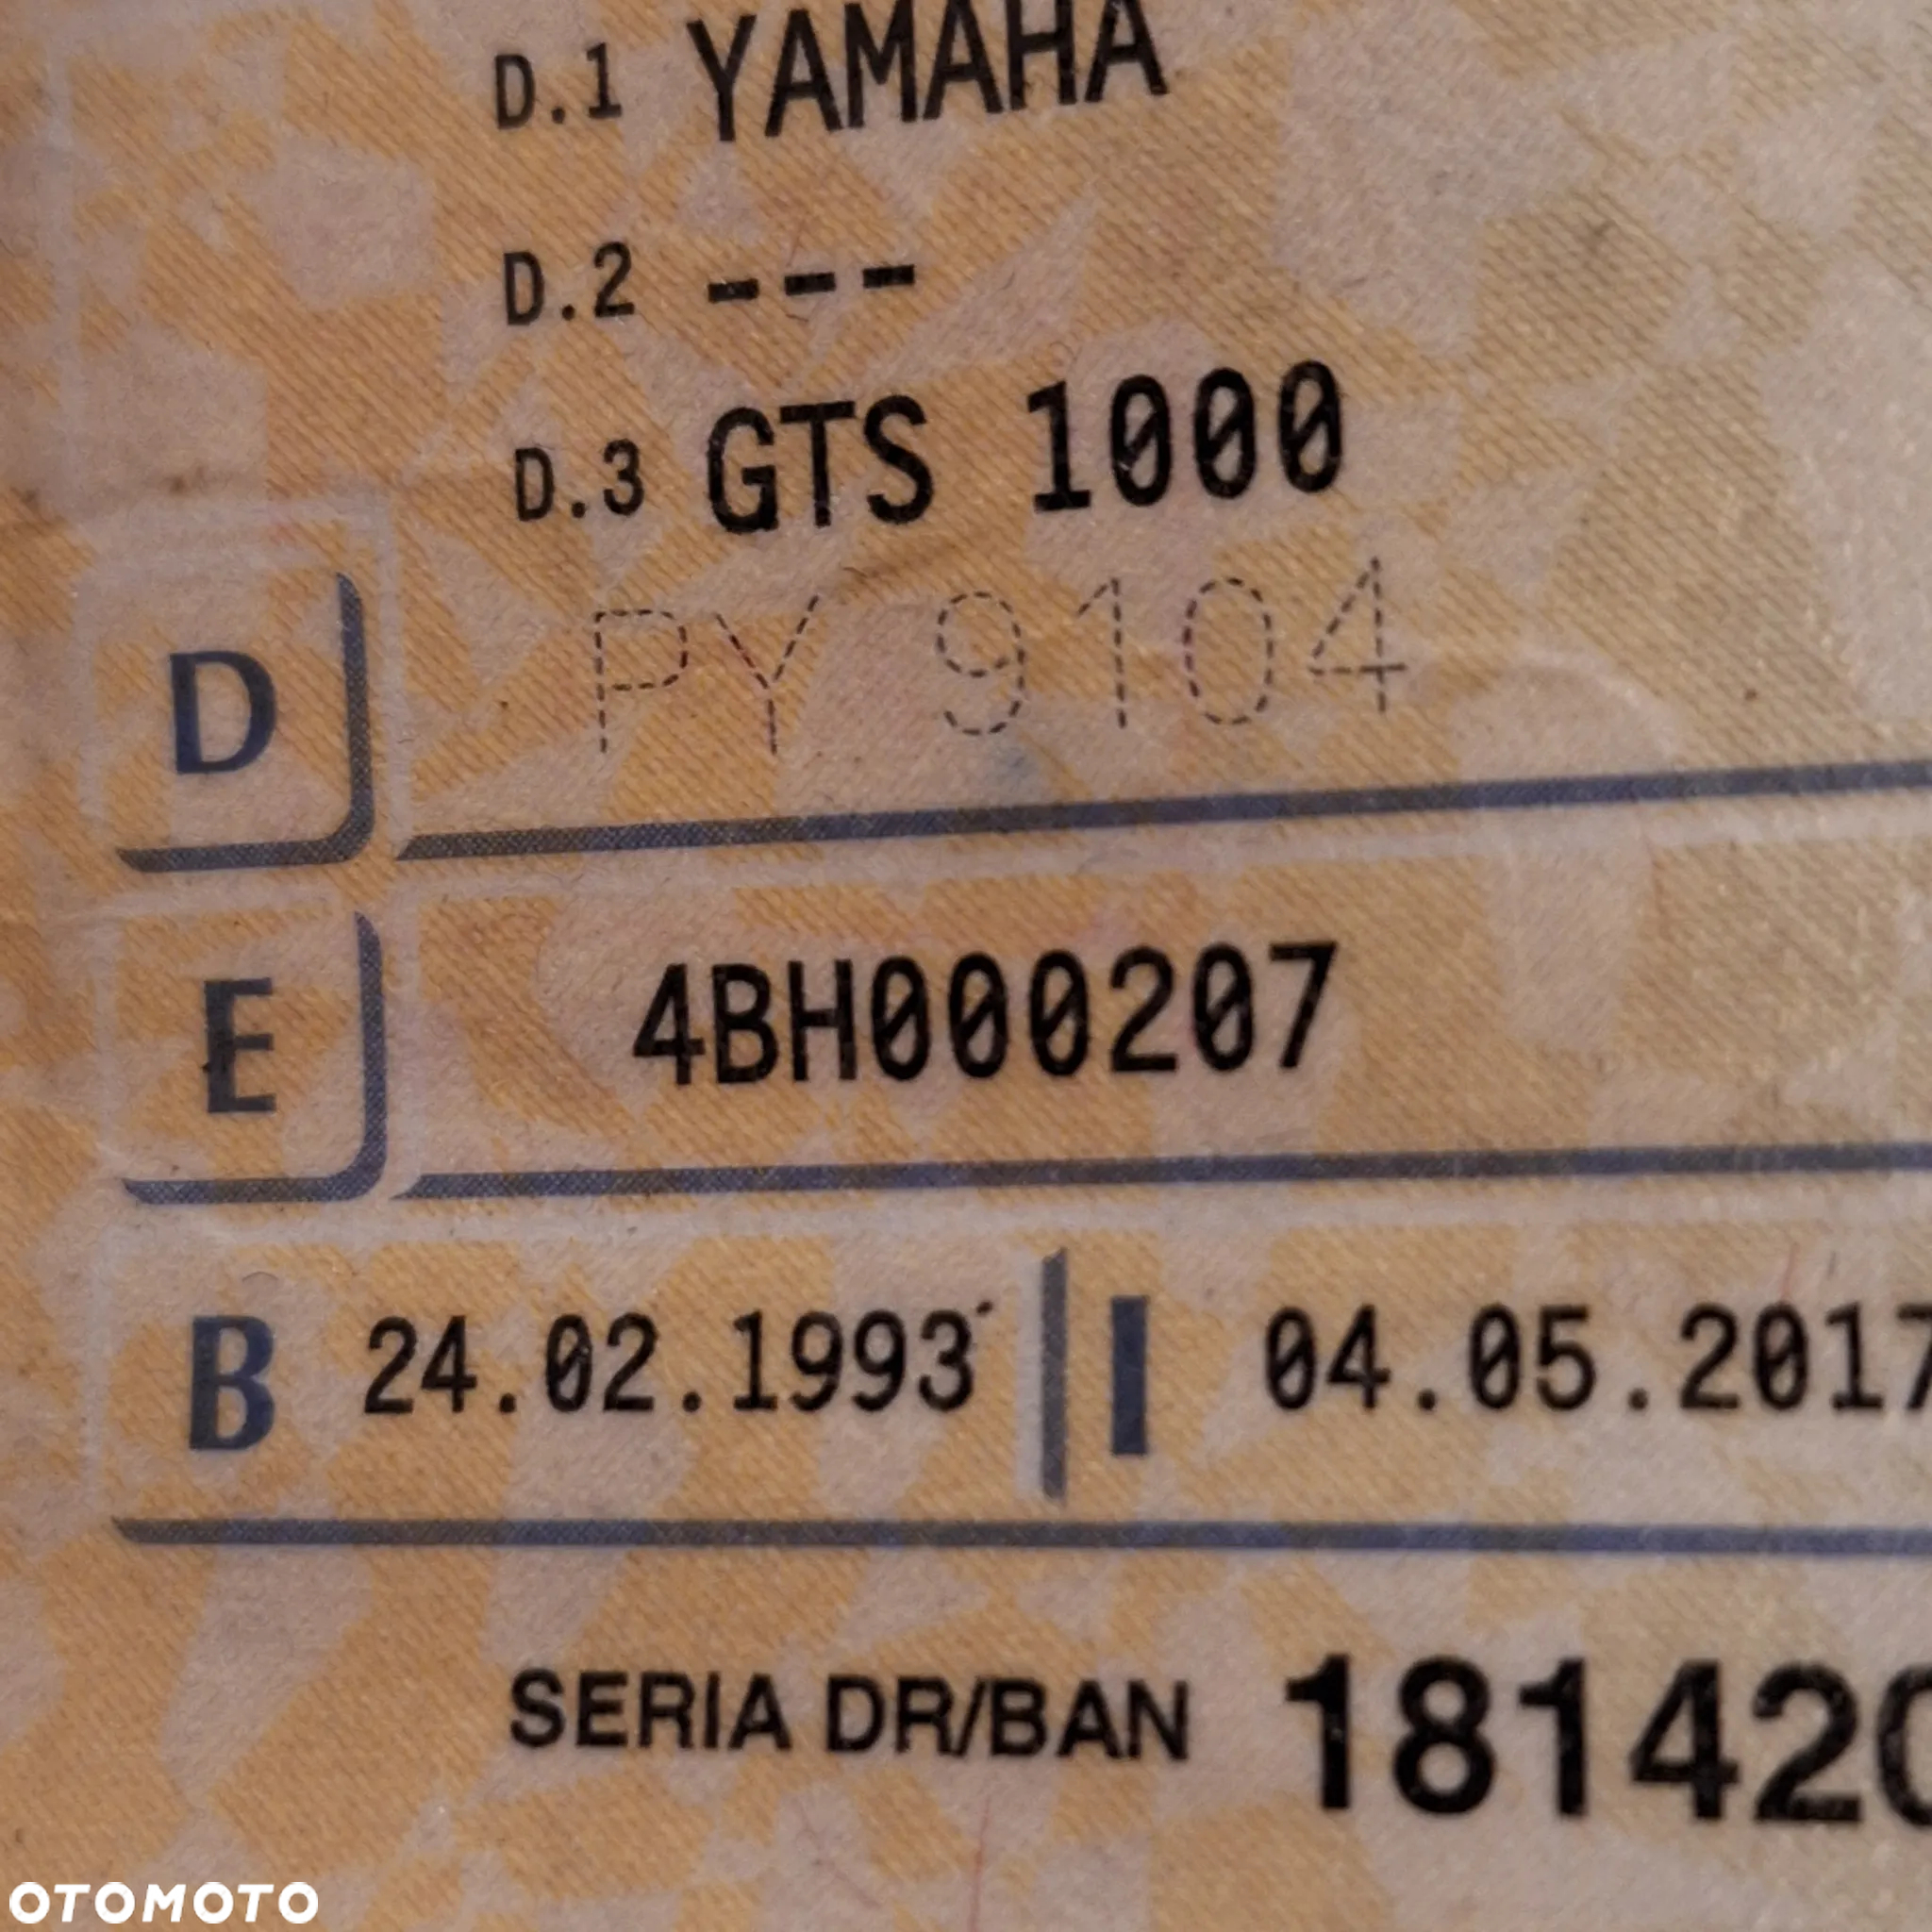 D.1 YAMAHA
D.2 ---
D.3 GTS 1000
D PY 9104
E 4BH000207
B 24.02.1993 I 04.05.2017
SERIA DR/BAN 18142
OTOMOTO